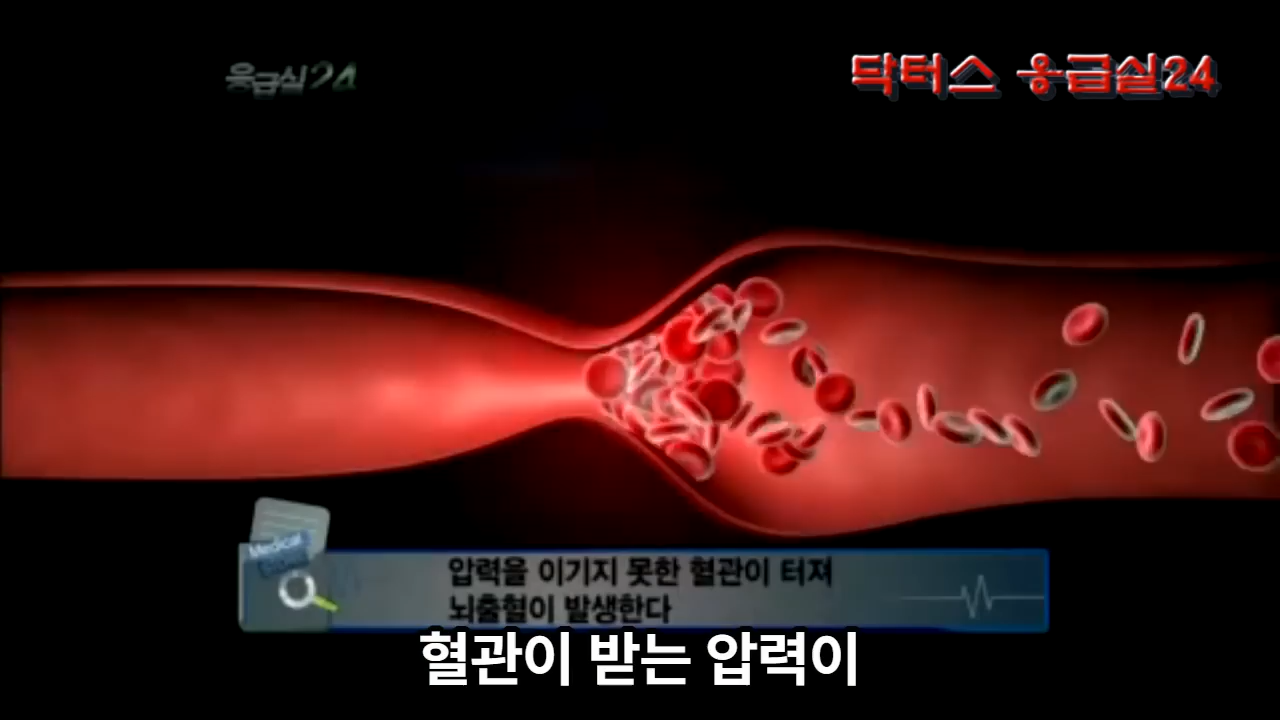 응급실24
닥터스 응급실24
Medical
압력을 이기지 못한 혈관이 터져
뇌출혈이 발생한다
혈관이 받는 압력이